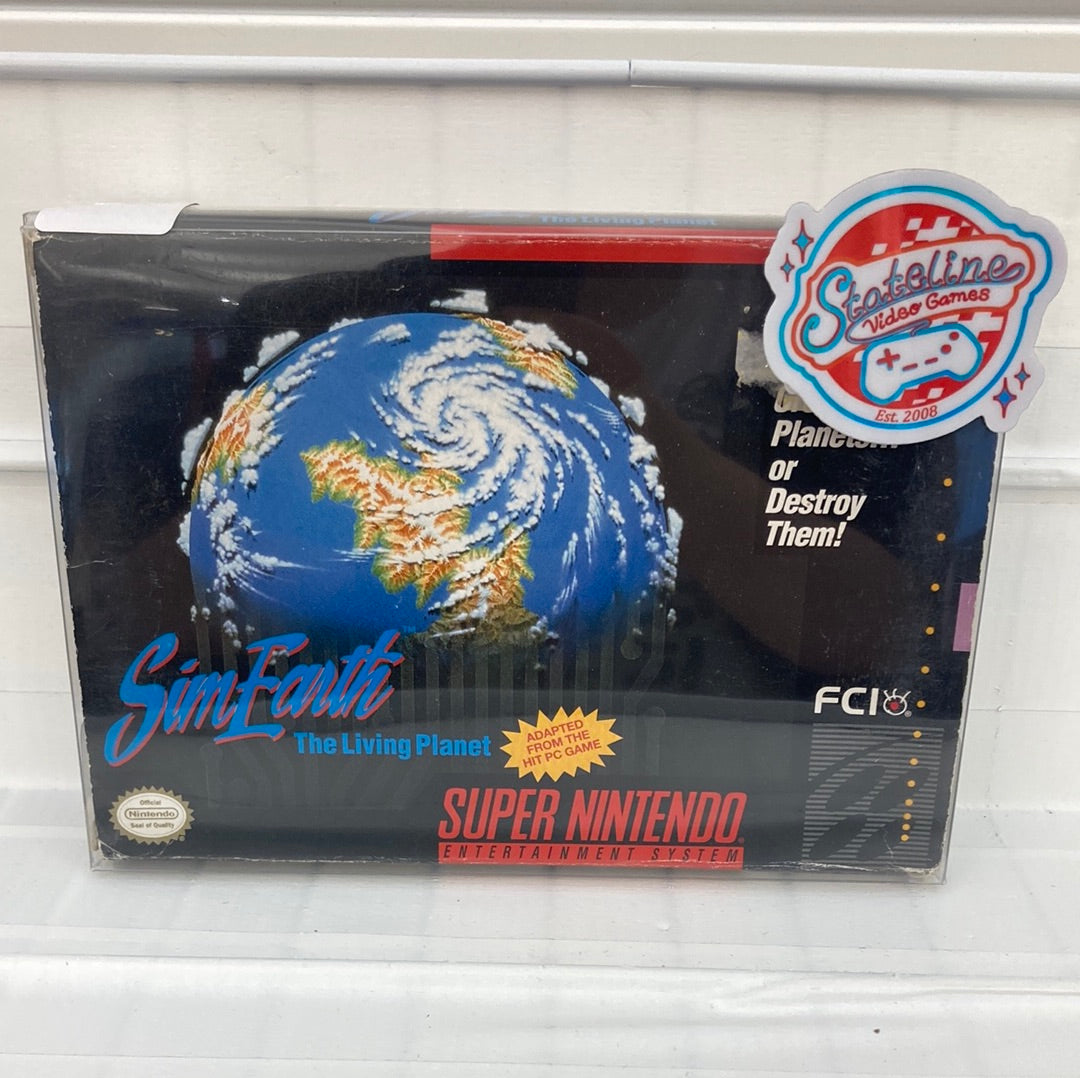 The Living Planet
Stateline
Video Games
Est. 2008
Planets...
or
Destroy
Them!
SimEarth™
The Living Planet
ADAPTED
FROM THE
HIT PC GAME
FCI®
Official
Nintendo
Seal of Quality
SUPER NINTENDO®
ENTERTAINMENT SYSTEM